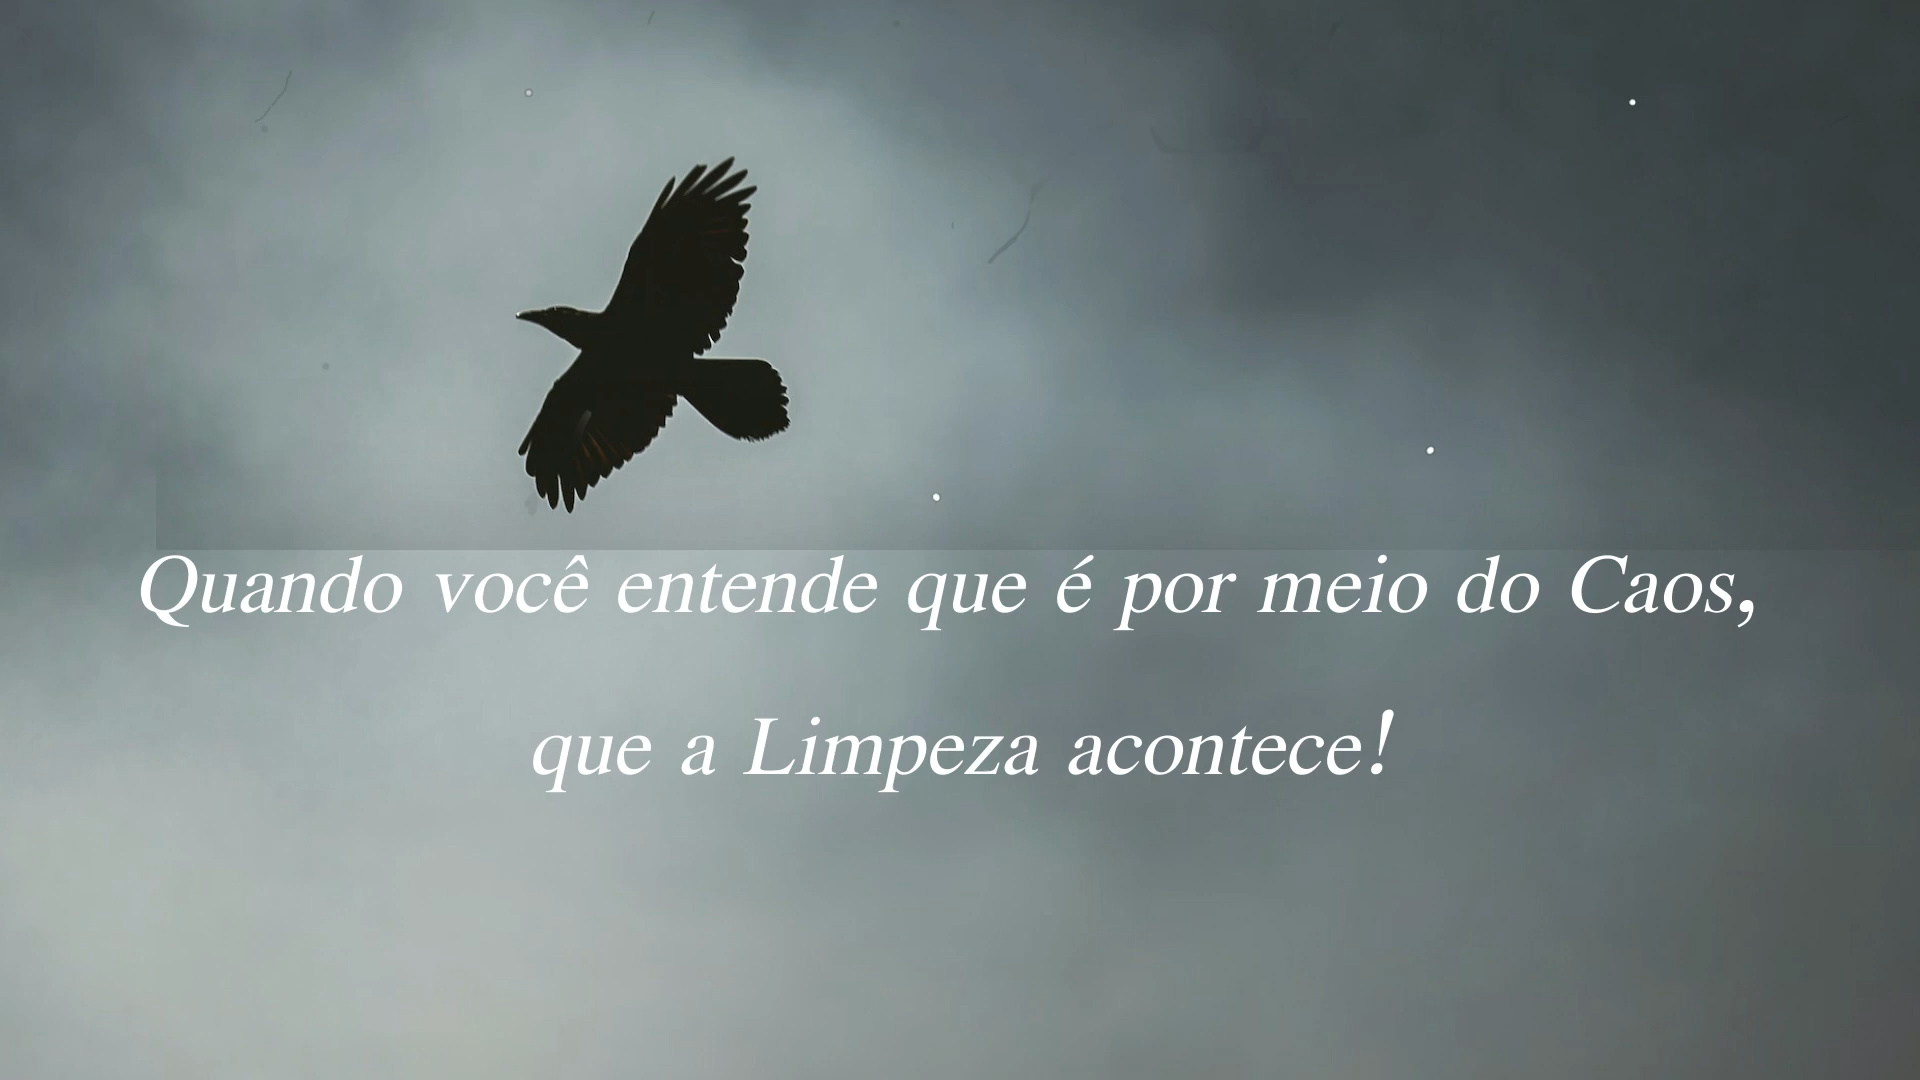 Quando você entende que é por meio do Caos,
que a Limpeza acontece!